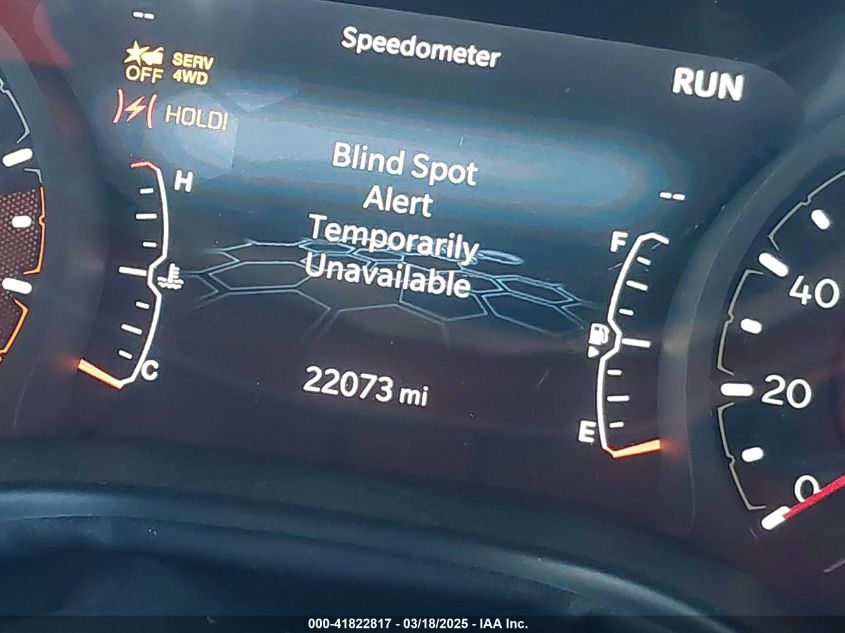 --
Speedometer
RUN
OFF SERV 4WD
HOLD!
Blind Spot
Alert
Temporarily
Unavailable
--
H
C
F
E
22073 mi
40
20
0
000-41822817 - 03/18/2025 - IAA Inc.